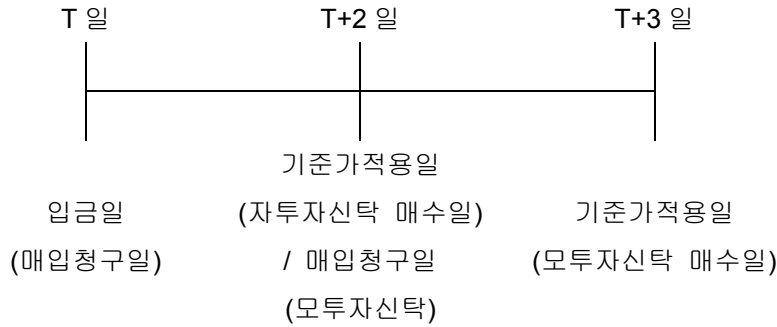 T 일
T+2 일
T+3 일
기준가적용일
입금일
(자투자신탁 매수일)
기준가적용일
(매입청구일)
/ 매입청구일
(모투자신탁 매수일)
(모투자신탁)